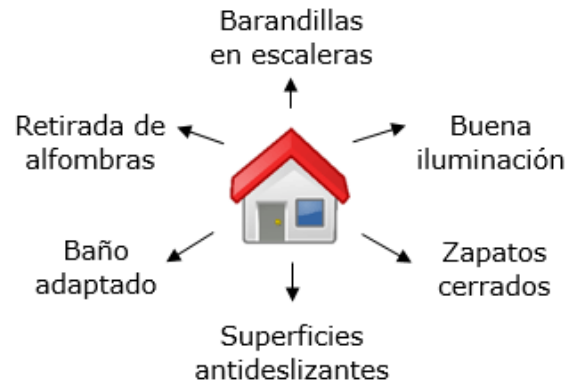 Barandillas
en escaleras
Retirada de
alfombras
Buena
iluminación
Baño
adaptado
Zapatos
cerrados
Superficies
antideslizantes